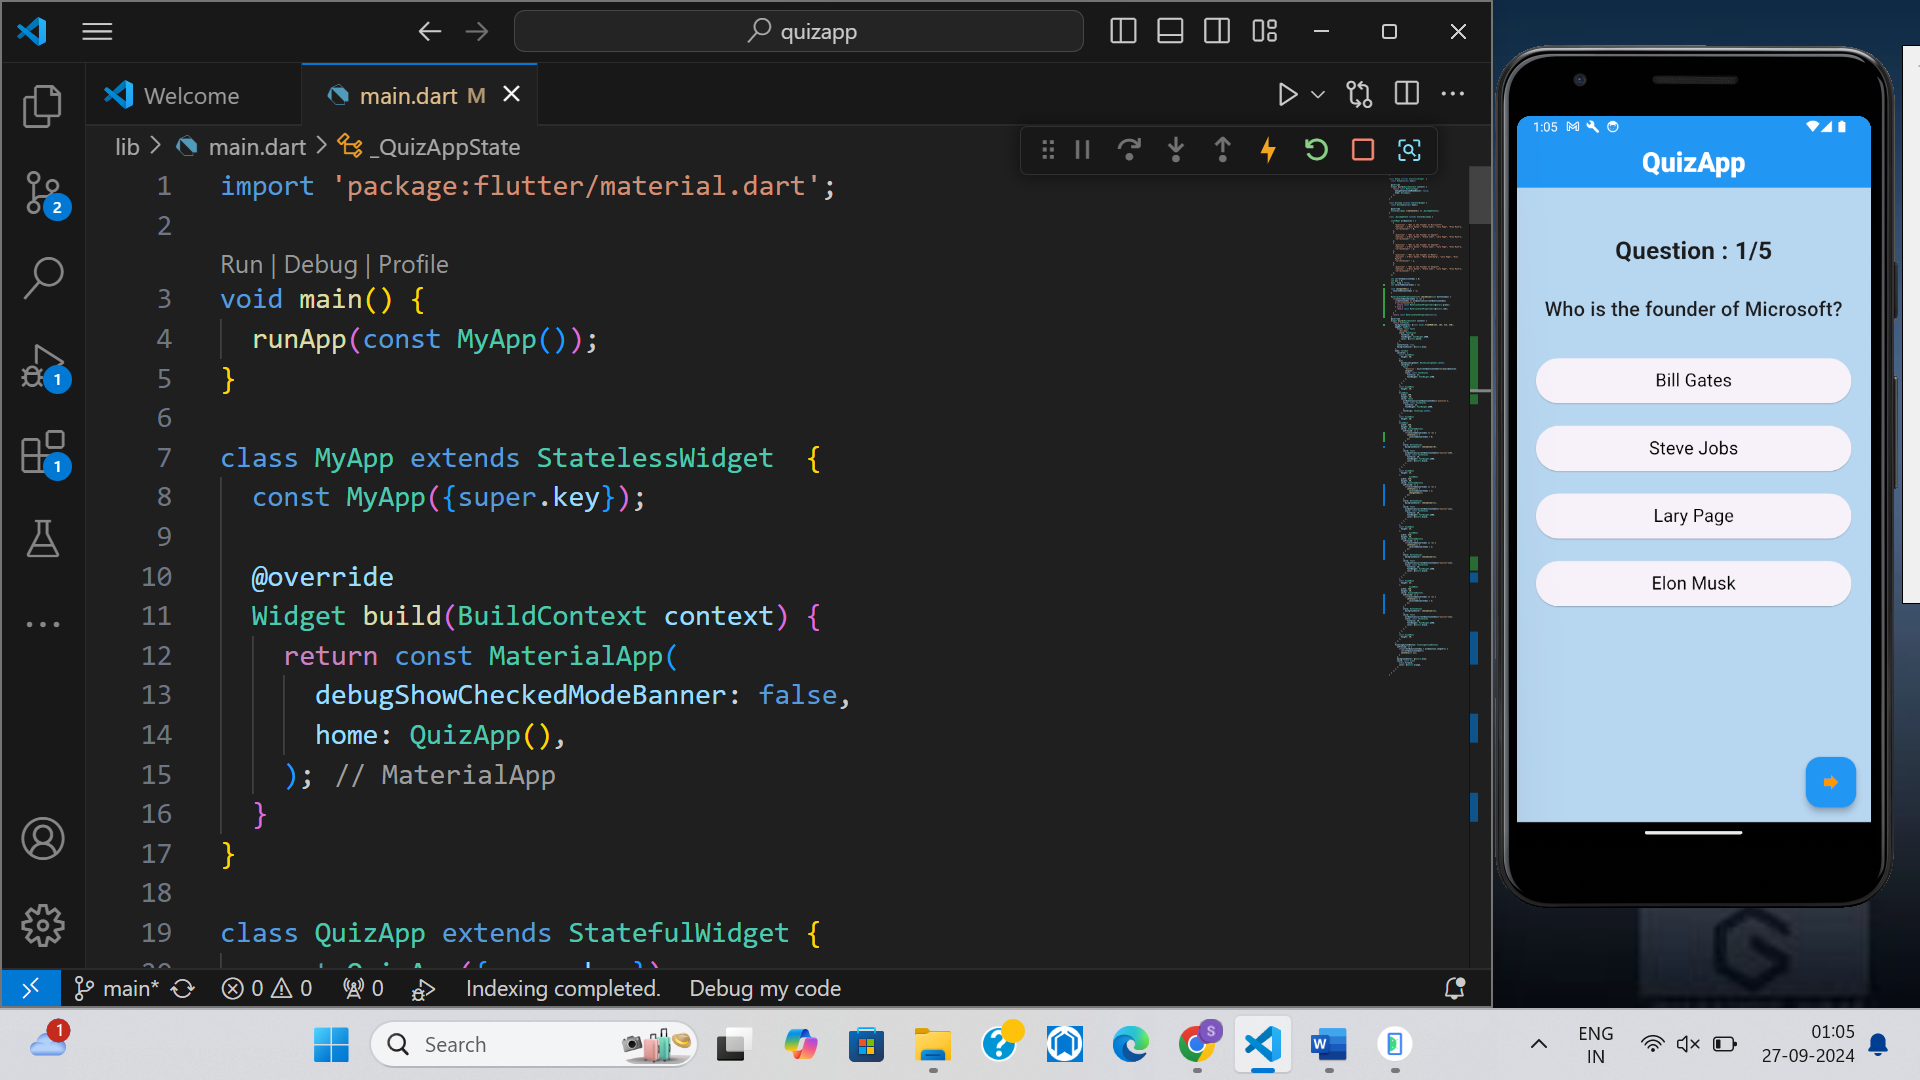 quizapp
Welcome
main.dart M
lib > main.dart > _QuizAppState
1 import 'package:flutter/material.dart';
2
Run | Debug | Profile
3 void main() {
4 runApp(const MyApp());
5 }
6
7 class MyApp extends StatelessWidget {
8 const MyApp({super.key});
9
10 @override
11 Widget build(BuildContext context) {
12 return const MaterialApp(
13 debugShowCheckedModeBanner: false,
14 home: QuizApp(),
15 ); // MaterialApp
16 }
17 }
18
19 class QuizApp extends StatefulWidget {
2
1
1
main* 0 0 0 Indexing completed. Debug my code
1:05
QuizApp
Question : 1/5
Who is the founder of Microsoft?
Bill Gates
Steve Jobs
Lary Page
Elon Musk
1
Search
S
W
ENG
IN
01:05
27-09-2024